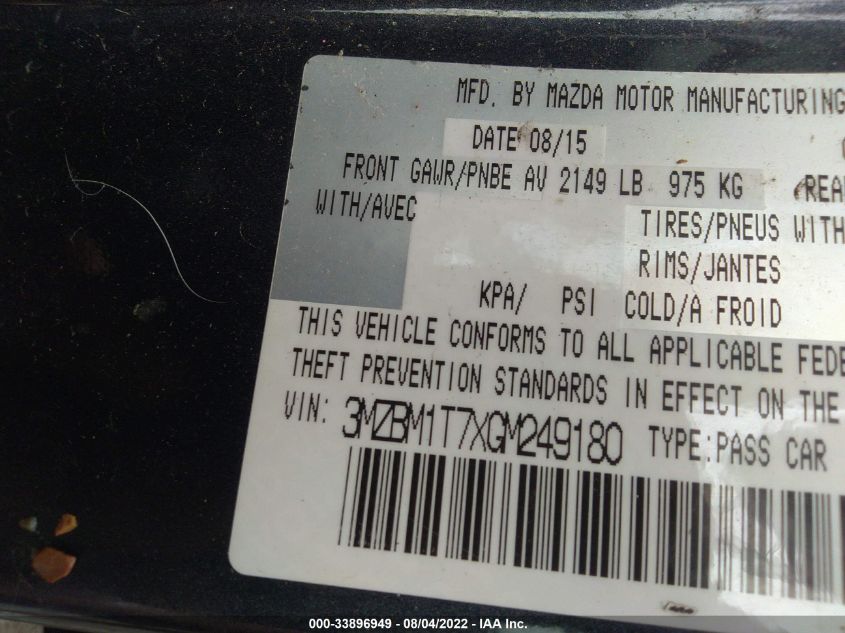 MFD. BY MAZDA MOTOR MANUFACTURING
DATE 08/15
FRONT GAWR/PNBE AV 2149 LB 975 KG
WITH/AVEC
TIRES/PNEUS WITH
RIMS/JANTES
KPA/ PSI COLD/A FROID
THIS VEHICLE CONFORMS TO ALL APPLICABLE FEDE
THEFT PREVENTION STANDARDS IN EFFECT ON THE
VIN: 3MZBM1T7XGM249180 TYPE:PASS CAR
000-33896949 - 08/04/2022 - IAA Inc.